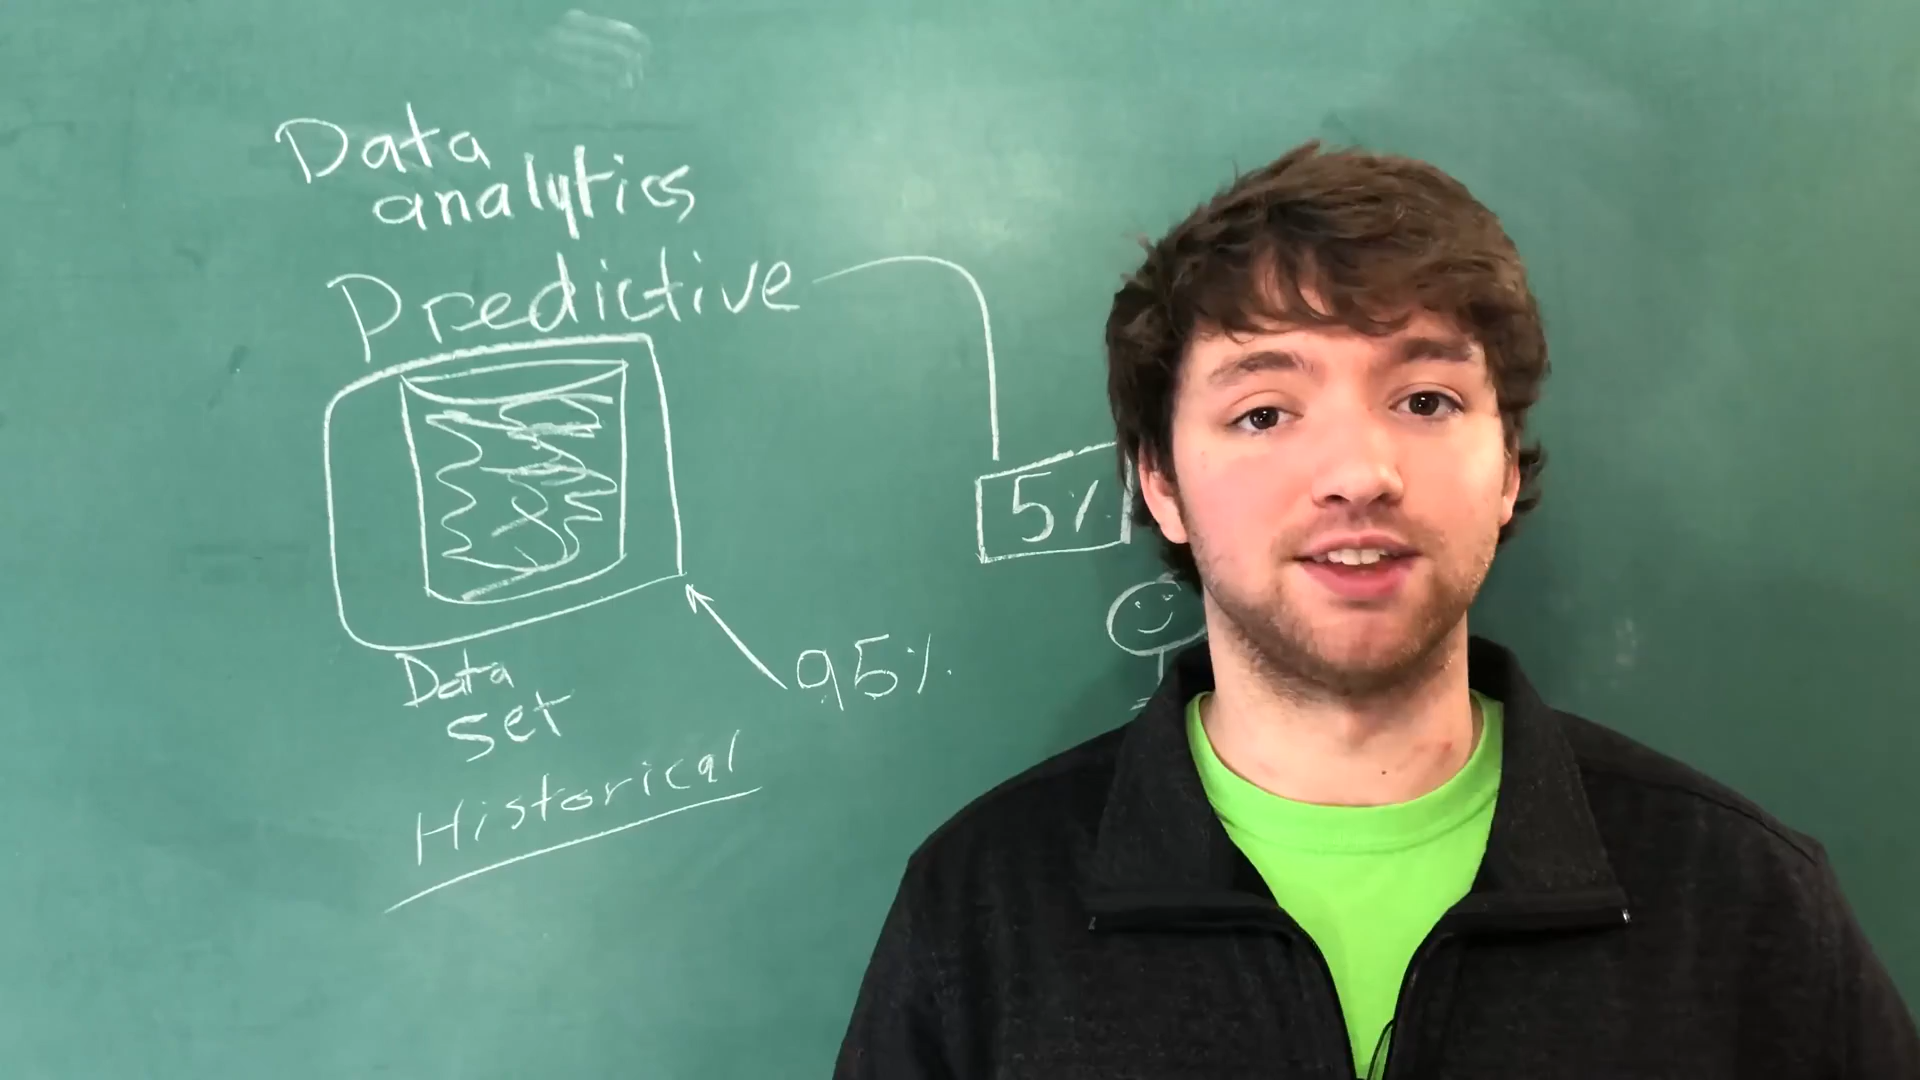 Data
analytics
Predictive
5%
95%
Data
set
Historical